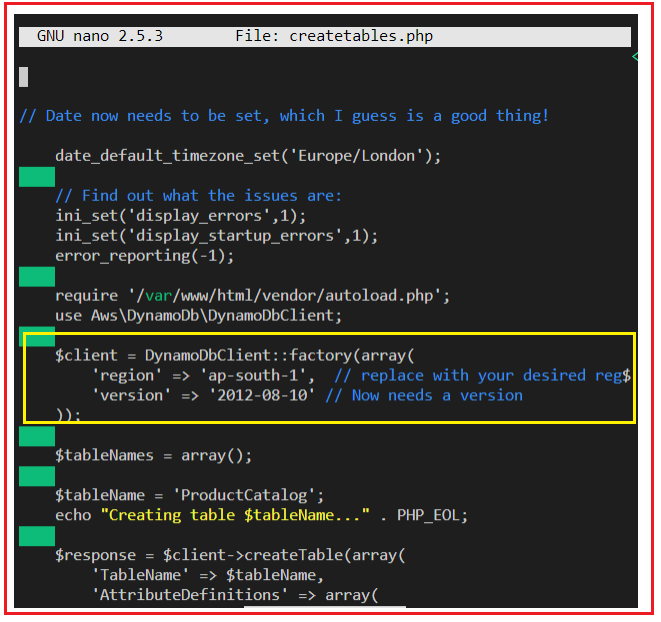 GNU nano 2.5.3 File: createtables.php
// Date now needs to be set, which I guess is a good thing!
date_default_timezone_set('Europe/London');
// Find out what the issues are:
ini_set('display_errors',1);
ini_set('display_startup_errors',1);
error_reporting(-1);
require '/var/www/html/vendor/autoload.php';
use Aws\DynamoDb\DynamoDbClient;
$client = DynamoDbClient::factory(array(
'region' => 'ap-south-1', // replace with your desired reg$
'version' => '2012-08-10' // Now needs a version
));
$tableNames = array();
$tableName = 'ProductCatalog';
echo "Creating table $tableName..." . PHP_EOL;
$response = $client->createTable(array(
'TableName' => $tableName,
'AttributeDefinitions' => array(